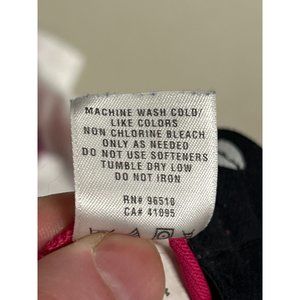 MACHINE WASH COLD/
LIKE COLORS
NON CHLORINE BLEACH
ONLY AS NEEDED
DO NOT USE SOFTENERS
TUMBLE DRY LOW
DO NOT IRON
RN# 96510
CA# 41095